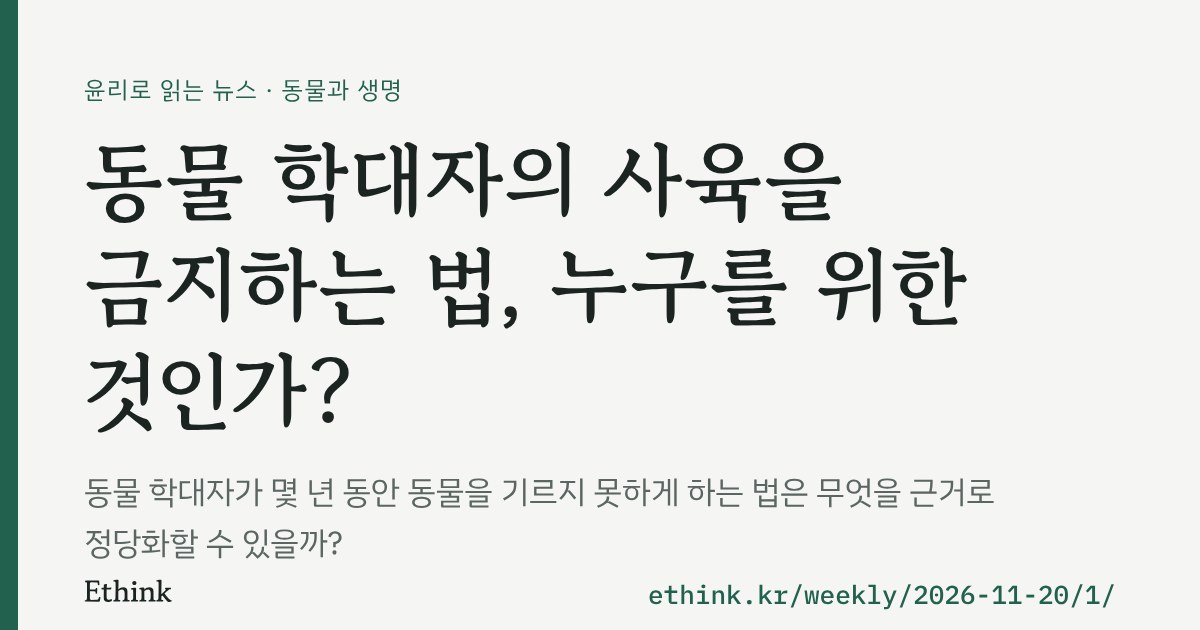 윤리로 읽는 뉴스 · 동물과 생명
동물 학대자의 사육을
금지하는 법, 누구를 위한
것인가?
동물 학대자가 몇 년 동안 동물을 기르지 못하게 하는 법은 무엇을 근거로
정당화할 수 있을까?
Ethink
ethink.kr/weekly/2026-11-20/1/